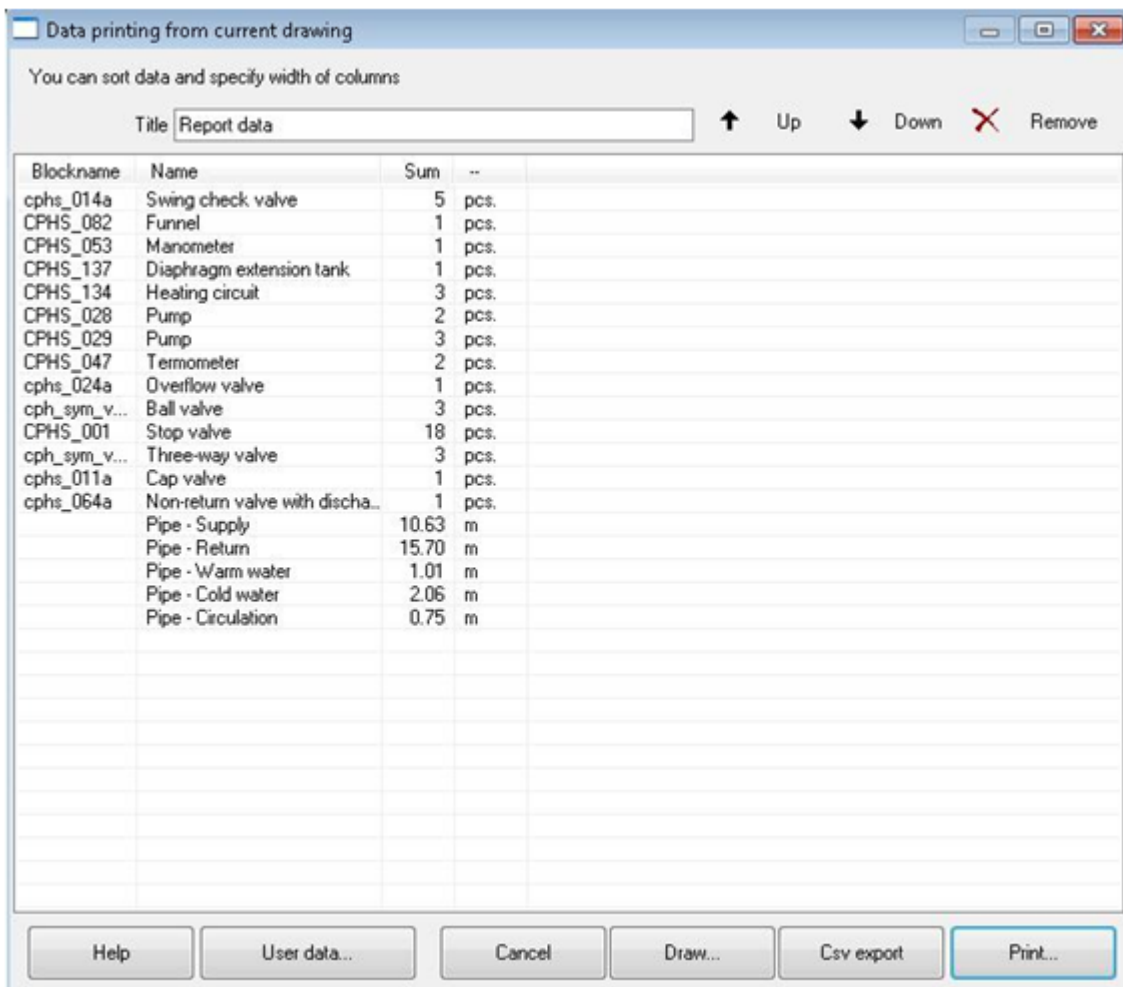 Data printing from current drawing
You can sort data and specify width of columns
Title Report data Up Down Remove
Blockname Name Sum --
cphs_014a Swing check valve 5 pcs.
CPHS_082 Funnel 1 pcs.
CPHS_053 Manometer 1 pcs.
CPHS_137 Diaphragm extension tank 1 pcs.
CPHS_134 Heating circuit 3 pcs.
CPHS_028 Pump 2 pcs.
CPHS_029 Pump 3 pcs.
CPHS_047 Termometer 2 pcs.
cphs_024a Overflow valve 1 pcs.
cph_sym_v... Ball valve 3 pcs.
CPHS_001 Stop valve 18 pcs.
cph_sym_v... Three-way valve 3 pcs.
cphs_011a Cap valve 1 pcs.
cphs_064a Non-return valve with discha... 1 pcs.
Pipe - Supply 10.63 m
Pipe - Return 15.70 m
Pipe - Warm water 1.01 m
Pipe - Cold water 2.06 m
Pipe - Circulation 0.75 m
Help User data... Cancel Draw... Csv export Print...